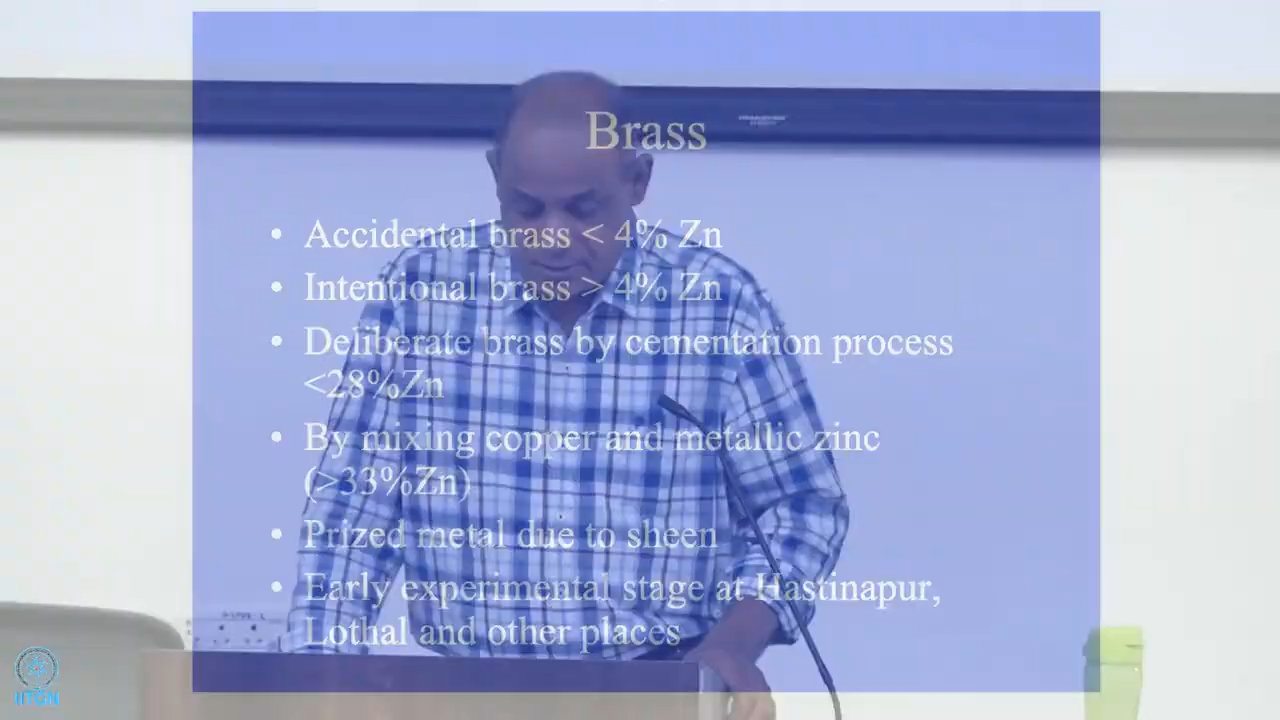 Brass
• Accidental brass < 4% Zn
• Intentional brass > 4% Zn
• Deliberate brass by cementation process
<28%Zn
• By mixing copper and metallic zinc
(>33%Zn)
• Prized metal due to sheen
• Early experimental stage at Hastinapur,
Lothal and other places
IITGN